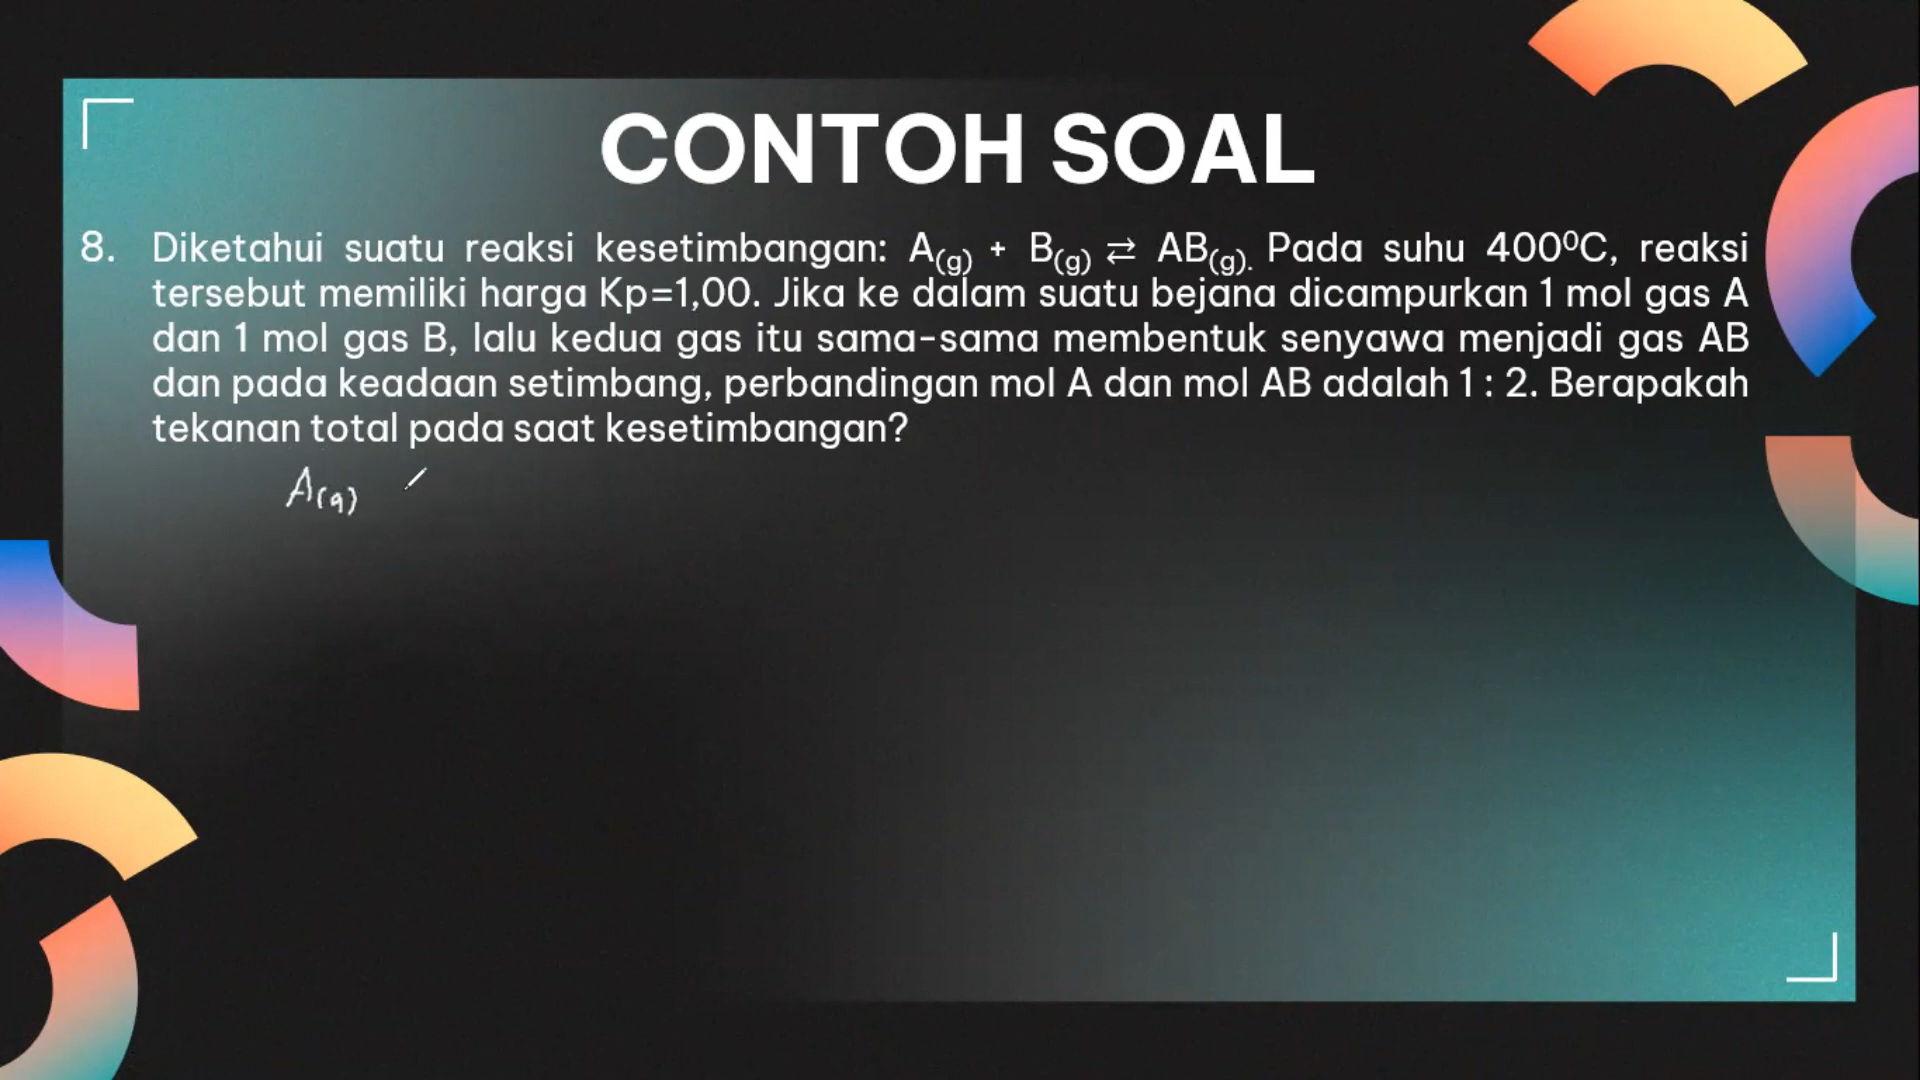 CONTOH SOAL
8. Diketahui suatu reaksi kesetimbangan: A(g) + B(g) ⇄ AB(g). Pada suhu 400⁰C, reaksi
tersebut memiliki harga Kp=1,00. Jika ke dalam suatu bejana dicampurkan 1 mol gas A
dan 1 mol gas B, lalu kedua gas itu sama-sama membentuk senyawa menjadi gas AB
dan pada keadaan setimbang, perbandingan mol A dan mol AB adalah 1 : 2. Berapakah
tekanan total pada saat kesetimbangan?
A(g)